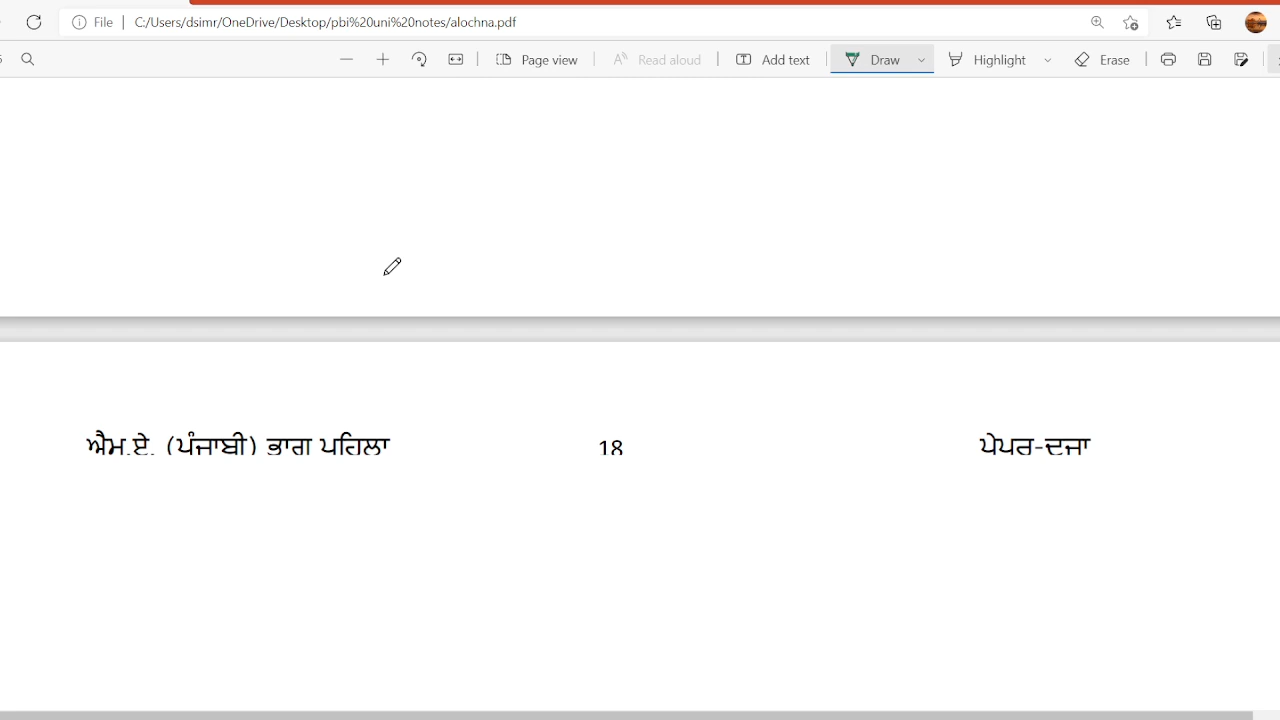 File | C:/Users/dsimr/OneDrive/Desktop/pbi%20uni%20notes/alochna.pdf
Page view Read aloud Add text Draw Highlight Erase
ਐਮ.ਏ. (ਪੰਜਾਬੀ) ਭਾਗ ਪਹਿਲਾ 18 ਪੇਪਰ-ਦੂਜਾ